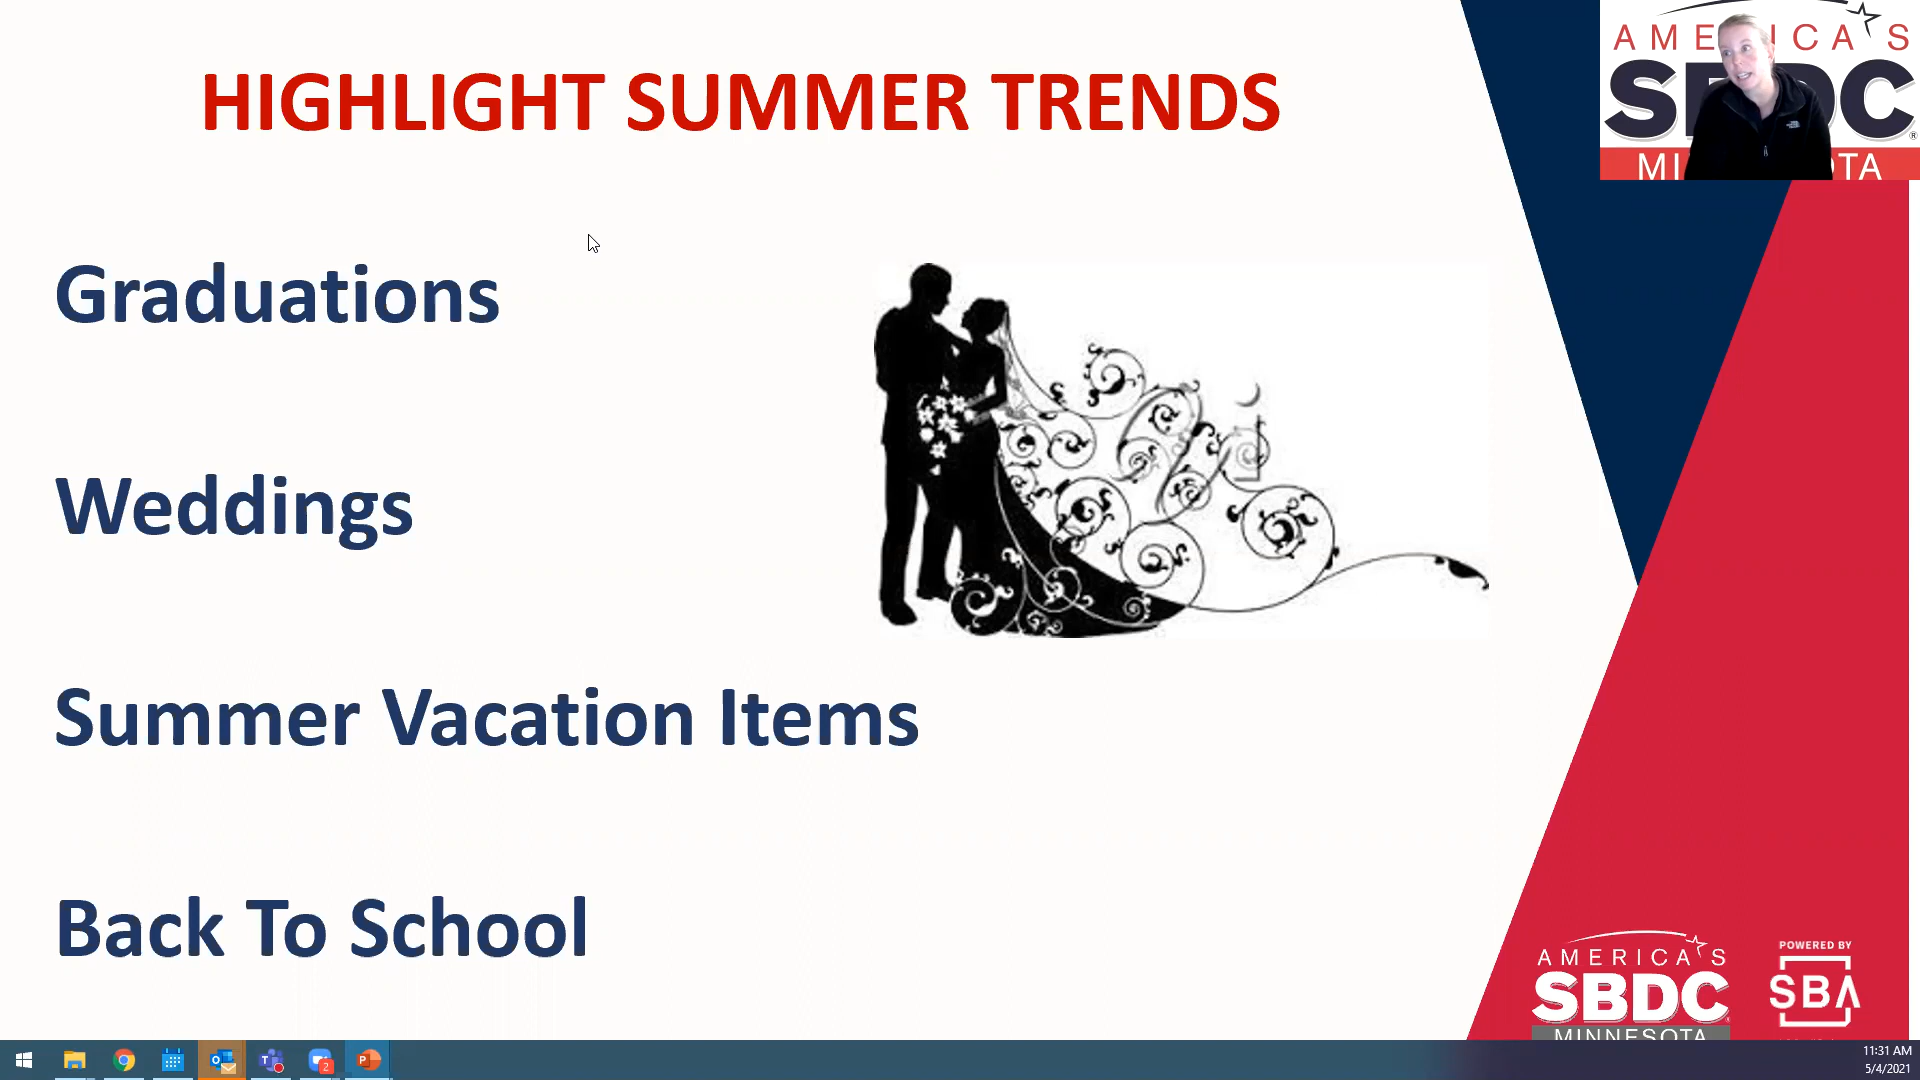 HIGHLIGHT SUMMER TRENDS
Graduations
Weddings
Summer Vacation Items
Back To School
AMERICA'S
SBDC
MINNESOTA
POWERED BY
SBA
11:31 AM
5/4/2021
2